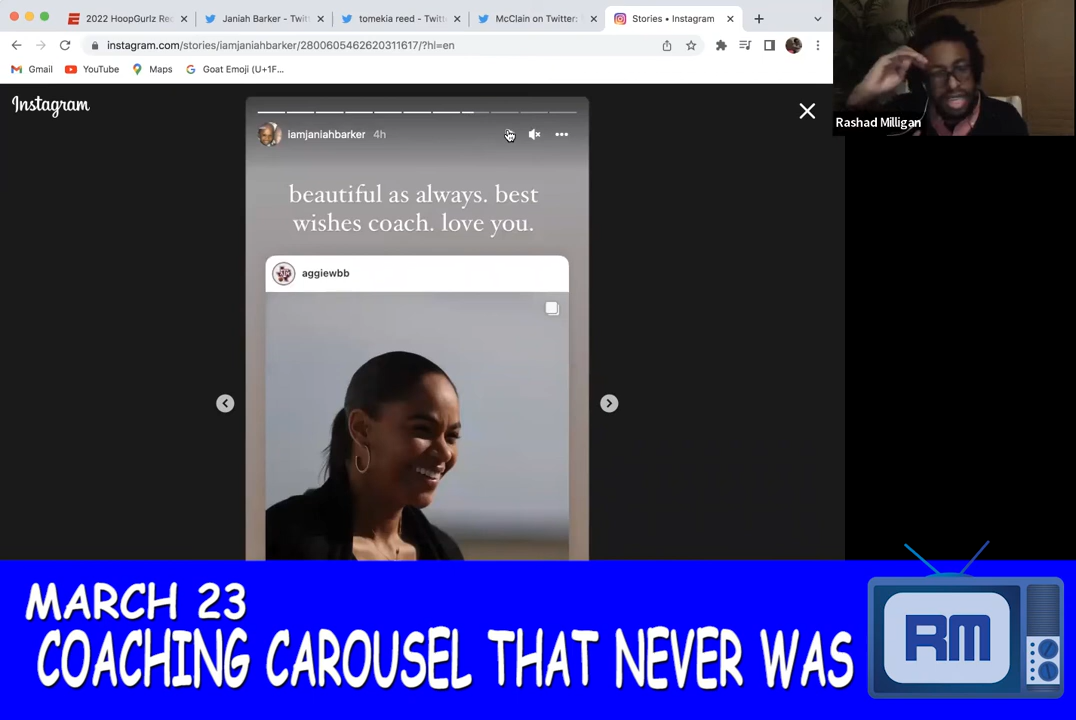 2022 HoopGurlz Rec
Janiah Barker - Twitt
tomekia reed - Twitt
McClain on Twitter:
Stories • Instagram
instagram.com/stories/iamjaniahbarker/2800605462620311617/?hl=en
Gmail
YouTube
Maps
Goat Emoji (U+1F...
Rashad Milligan
Instagram
iamjaniahbarker 4h
beautiful as always. best
wishes coach. love you.
aggiewbb
MARCH 23
COACHING CAROUSEL THAT NEVER WAS
RM